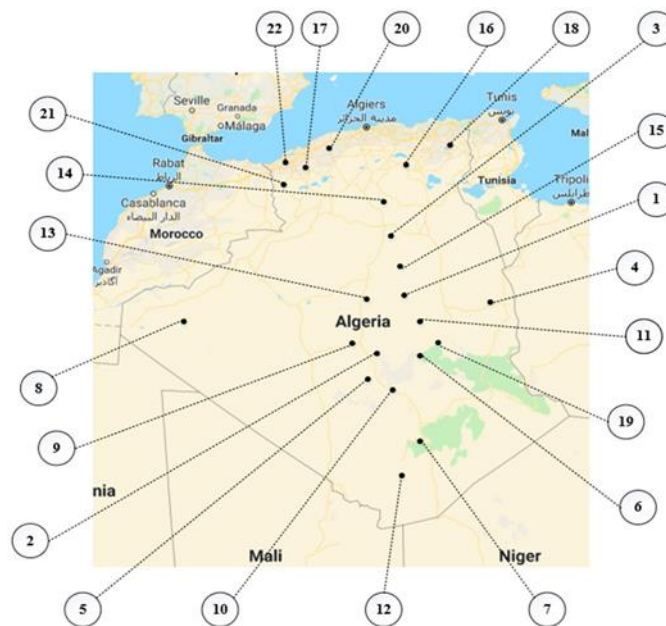 22
17
20
16
18
3
21
14
13
8
9
2
5
10
12
7
6
19
11
4
1
15
Seville
Granada
Málaga
Gibraltar
Algiers
مدينة الجزائر
Tunis
تونس
Rabat
الرباط
Casablanca
الدار البيضاء
Morocco
Agadir
أكادير
Tunisia
Tripoli
طرابلس
Mal
Algeria
nia
Mali
Niger